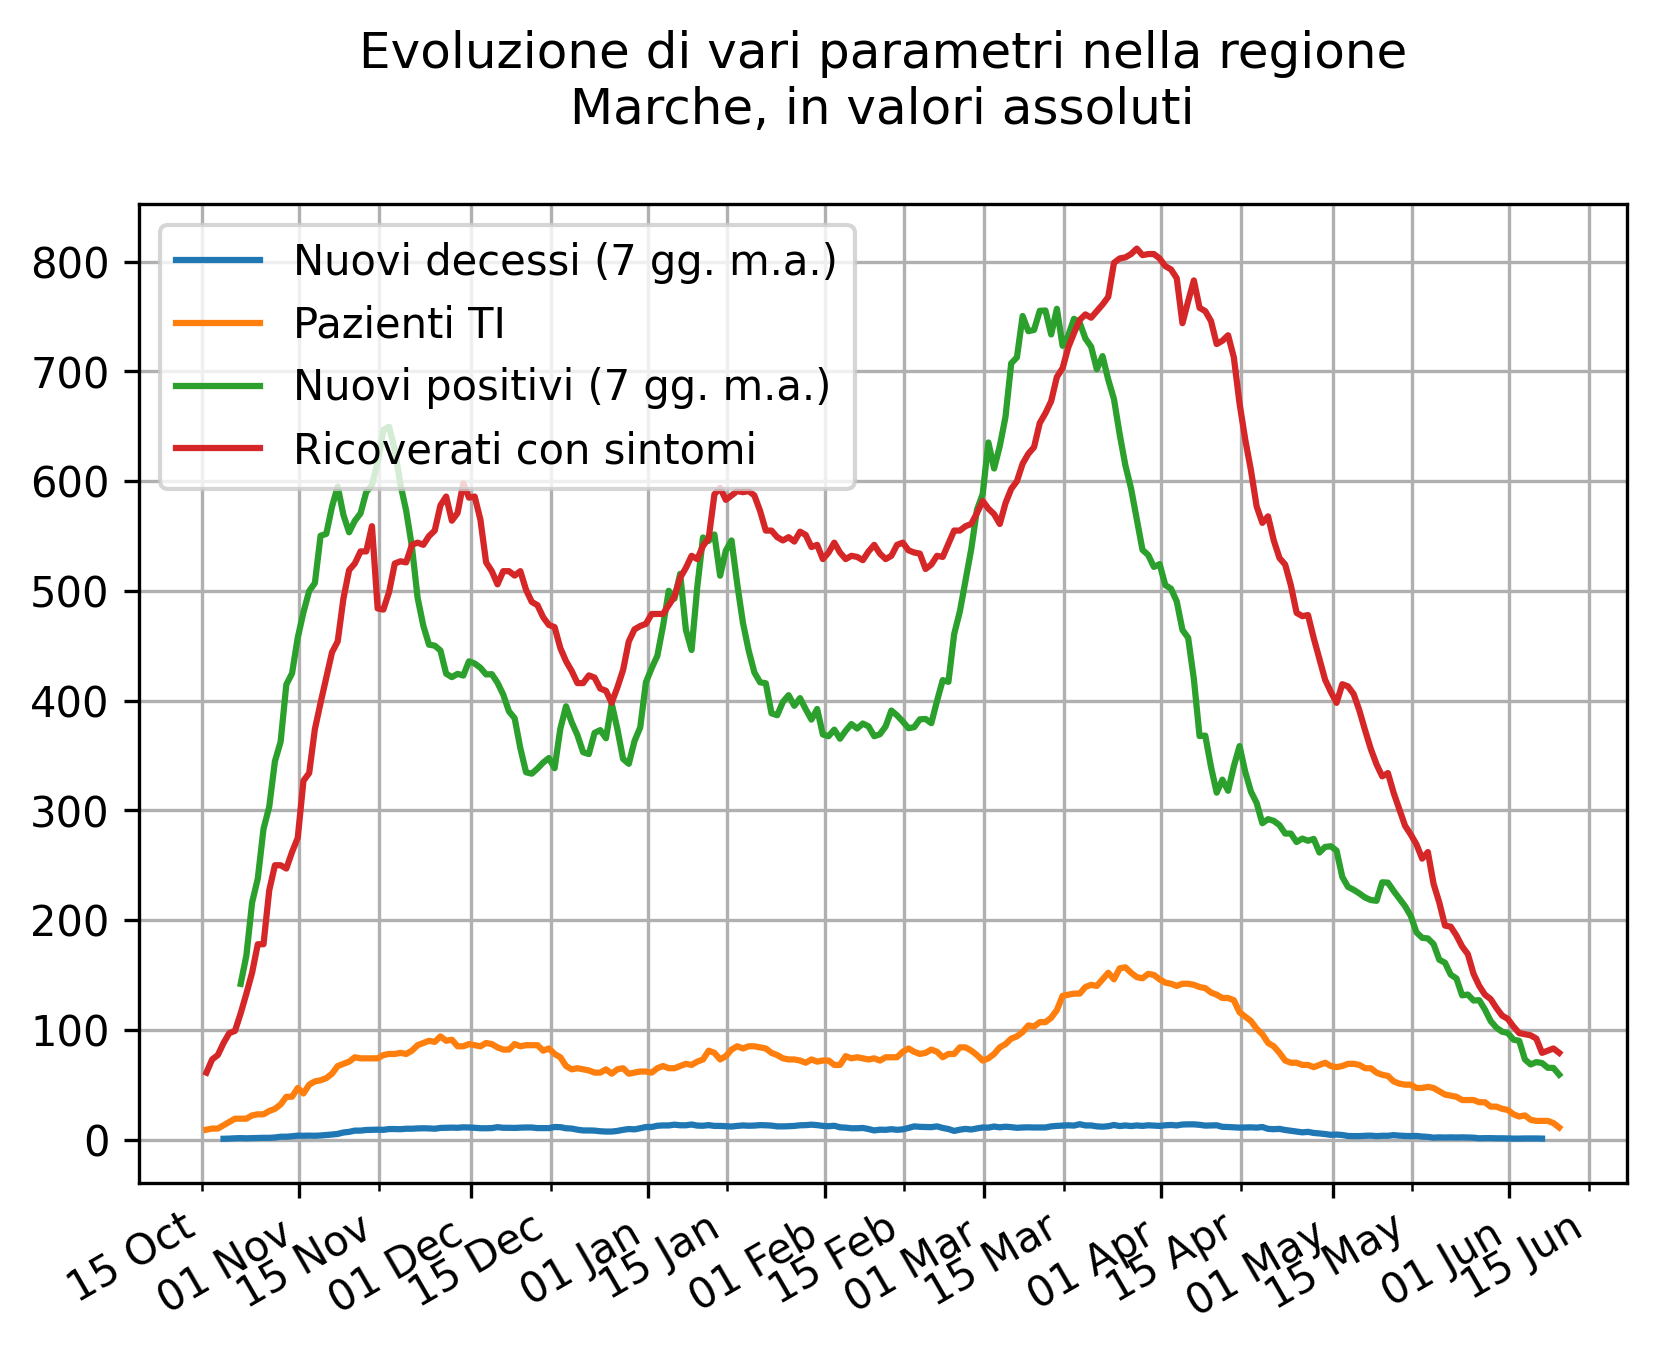 Evoluzione di vari parametri nella regione
Marche, in valori assoluti
Nuovi decessi (7 gg. m.a.)
Pazienti TI
Nuovi positivi (7 gg. m.a.)
Ricoverati con sintomi
800
700
600
500
400
300
200
100
0
15 Oct
01 Nov
15 Nov
01 Dec
15 Dec
01 Jan
15 Jan
01 Feb
15 Feb
01 Mar
15 Mar
01 Apr
15 Apr
01 May
15 May
01 Jun
15 Jun